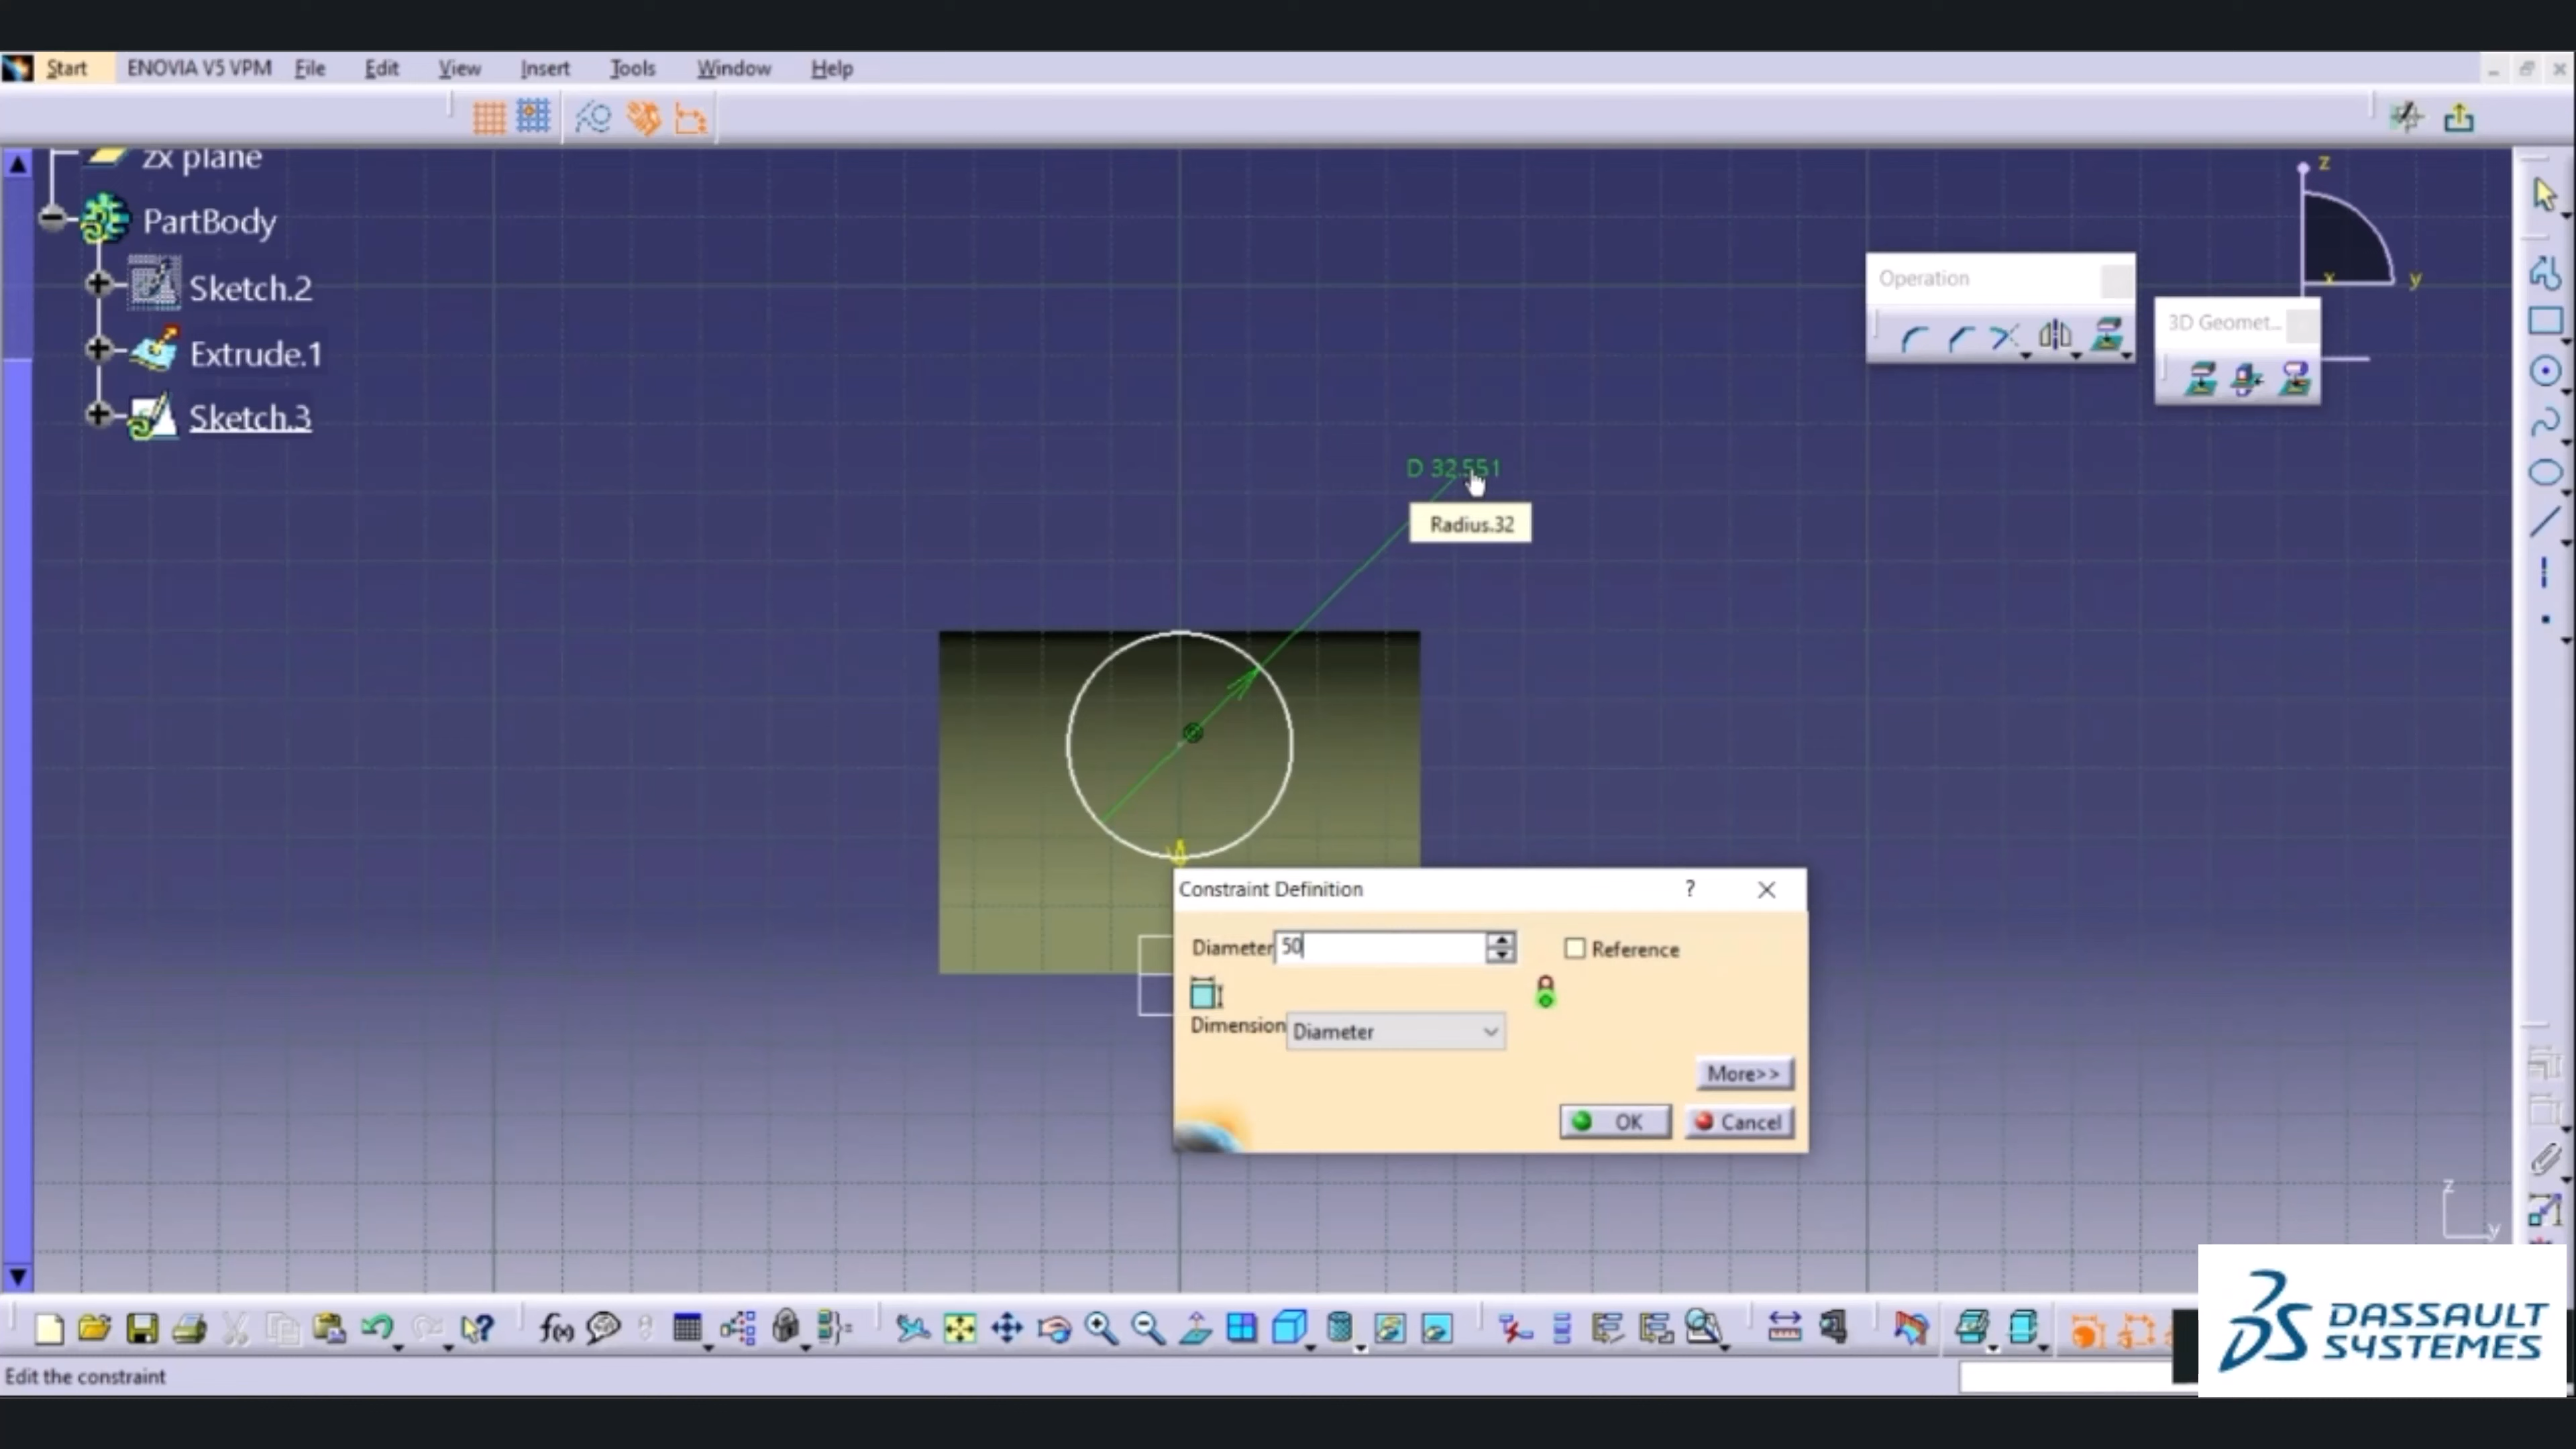 Start ENOVIA V5 VPM File Edit View Insert Tools Window Help
zx plane
PartBody
Sketch.2
Extrude.1
Sketch.3
Operation
3D Geomet...
z
x
y
D 32.551
Radius.32
Constraint Definition ?
Diameter 50
Reference
Dimension Diameter
More>>
OK Cancel
z
y
f(x)
Edit the constraint
DASSAULT
SYSTEMES